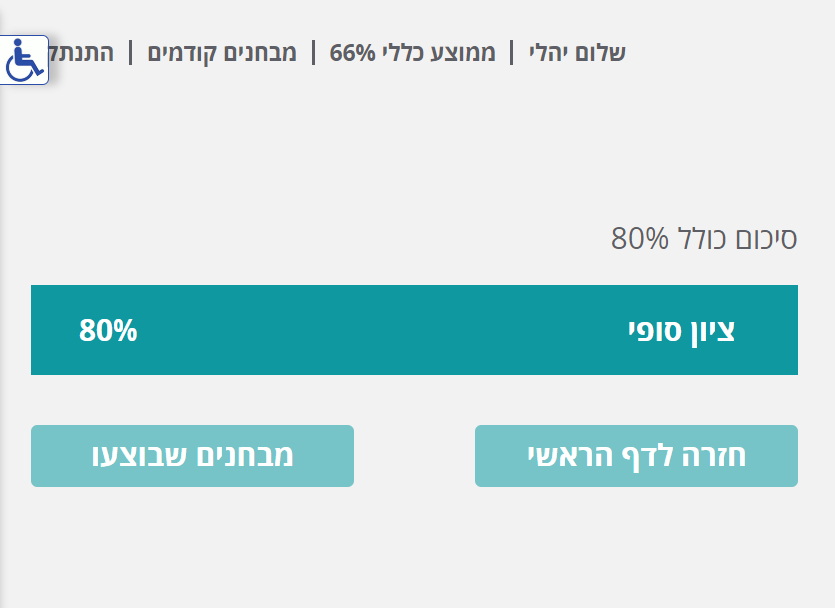 שלום יהלי | ממוצע כללי 66% | מבחנים קודמים | התנתק
סיכום כולל 80%
ציון סופי 80%
חזרה לדף הראשי מבחנים שבוצעו